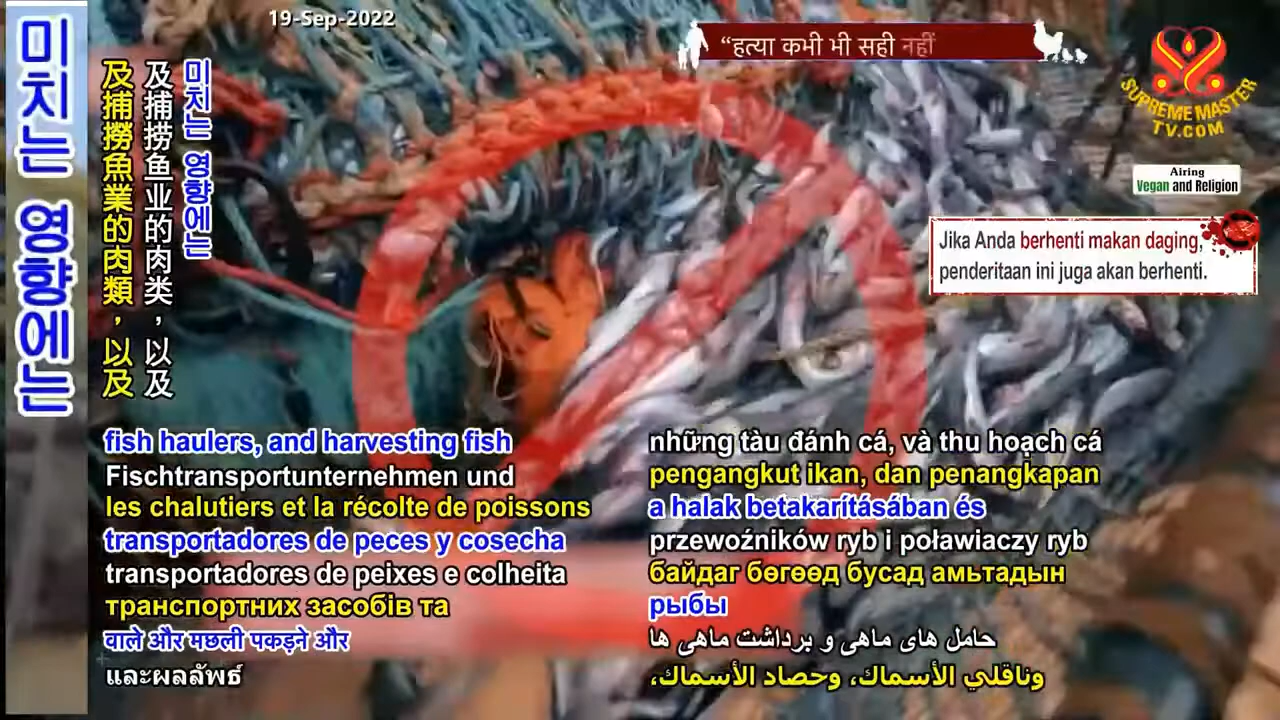 19-Sep-2022
“हत्या कभी भी सही नहीं
SUPREME MASTER
TV.COM
Airing
Vegan and Religion
Jika Anda berhenti makan daging,
penderitaan ini juga akan berhenti.
미치는 영향에는
及捕撈魚業的肉類，以及
及捕捞鱼业的肉类，以及
미치는 영향에는
fish haulers, and harvesting fish
Fischtransportunternehmen und
les chalutiers et la récolte de poissons
transportadores de peces y cosecha
transportadores de peixes e colheita
транспортних засобів та
वाले और मछली पकड़ने और
และผลลัพธ์
những tàu đánh cá, và thu hoạch cá
pengangkut ikan, dan penangkapan
a halak betakarításában és
przewoźników ryb i poławiaczy ryb
байдаг бөгөөд бусад амьтадын
рыбы
حامل های ماهی و برداشت ماهی ها
وناقلي الأسماك، وحصاد الأسماك،